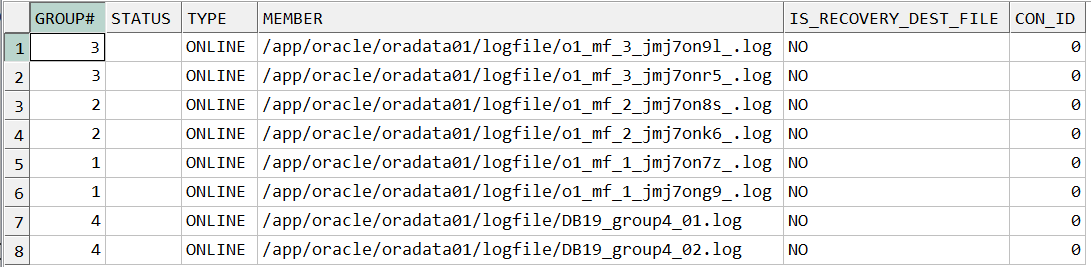 GROUP# STATUS TYPE MEMBER IS_RECOVERY_DEST_FILE CON_ID
1 3 ONLINE /app/oracle/oradata01/logfile/o1_mf_3_jmj7on9l_.log NO 0
2 3 ONLINE /app/oracle/oradata01/logfile/o1_mf_3_jmj7onr5_.log NO 0
3 2 ONLINE /app/oracle/oradata01/logfile/o1_mf_2_jmj7on8s_.log NO 0
4 2 ONLINE /app/oracle/oradata01/logfile/o1_mf_2_jmj7onk6_.log NO 0
5 1 ONLINE /app/oracle/oradata01/logfile/o1_mf_1_jmj7on7z_.log NO 0
6 1 ONLINE /app/oracle/oradata01/logfile/o1_mf_1_jmj7ong9_.log NO 0
7 4 ONLINE /app/oracle/oradata01/logfile/DB19_group4_01.log NO 0
8 4 ONLINE /app/oracle/oradata01/logfile/DB19_group4_02.log NO 0